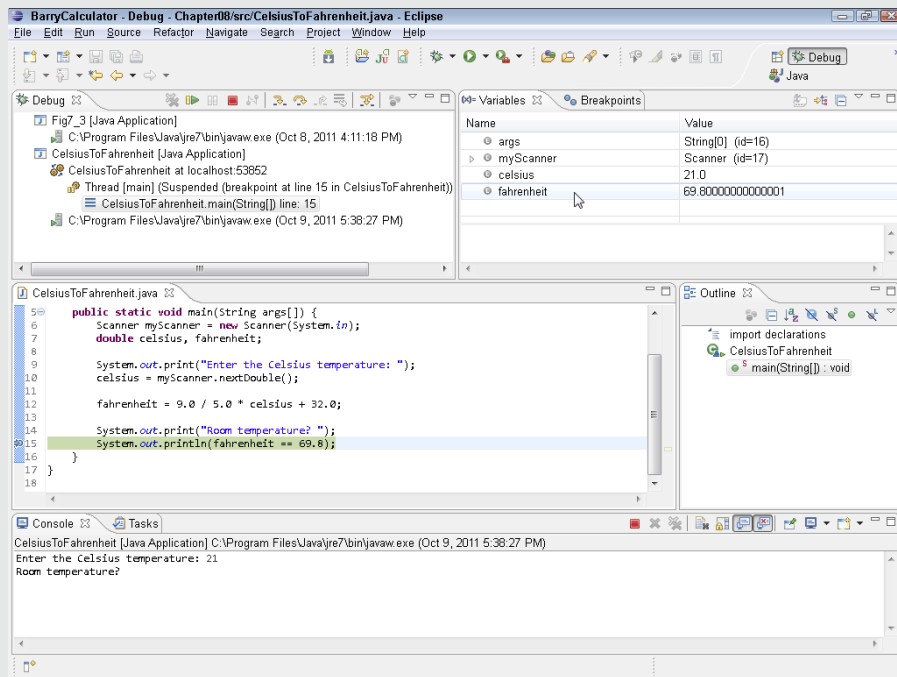 BarryCalculator - Debug - Chapter08/src/CelsiusToFahrenheit.java - Eclipse
File Edit Run Source Refactor Navigate Search Project Window Help
Debug
Java
Debug
Fig7_3 [Java Application]
C:\Program Files\Java\jre7\bin\javaw.exe (Oct 8, 2011 4:11:18 PM)
CelsiusToFahrenheit [Java Application]
CelsiusToFahrenheit at localhost:53852
Thread [main] (Suspended (breakpoint at line 15 in CelsiusToFahrenheit))
CelsiusToFahrenheit.main(String[]) line: 15
C:\Program Files\Java\jre7\bin\javaw.exe (Oct 9, 2011 5:38:27 PM)
(x)= Variables Breakpoints
Name Value
args String[0] (id=16)
myScanner Scanner (id=17)
celsius 21.0
fahrenheit 69.80000000000001
CelsiusToFahrenheit.java
5 public static void main(String args[]) {
6 Scanner myScanner = new Scanner(System.in);
7 double celsius, fahrenheit;
8
9 System.out.print("Enter the Celsius temperature: ");
10 celsius = myScanner.nextDouble();
11
12 fahrenheit = 9.0 / 5.0 * celsius + 32.0;
13
14 System.out.print("Room temperature? ");
15 System.out.println(fahrenheit == 69.8);
16 }
17 }
18
Outline
import declarations
CelsiusToFahrenheit
main(String[]) : void
Console Tasks
CelsiusToFahrenheit [Java Application] C:\Program Files\Java\jre7\bin\javaw.exe (Oct 9, 2011 5:38:27 PM)
Enter the Celsius temperature: 21
Room temperature?